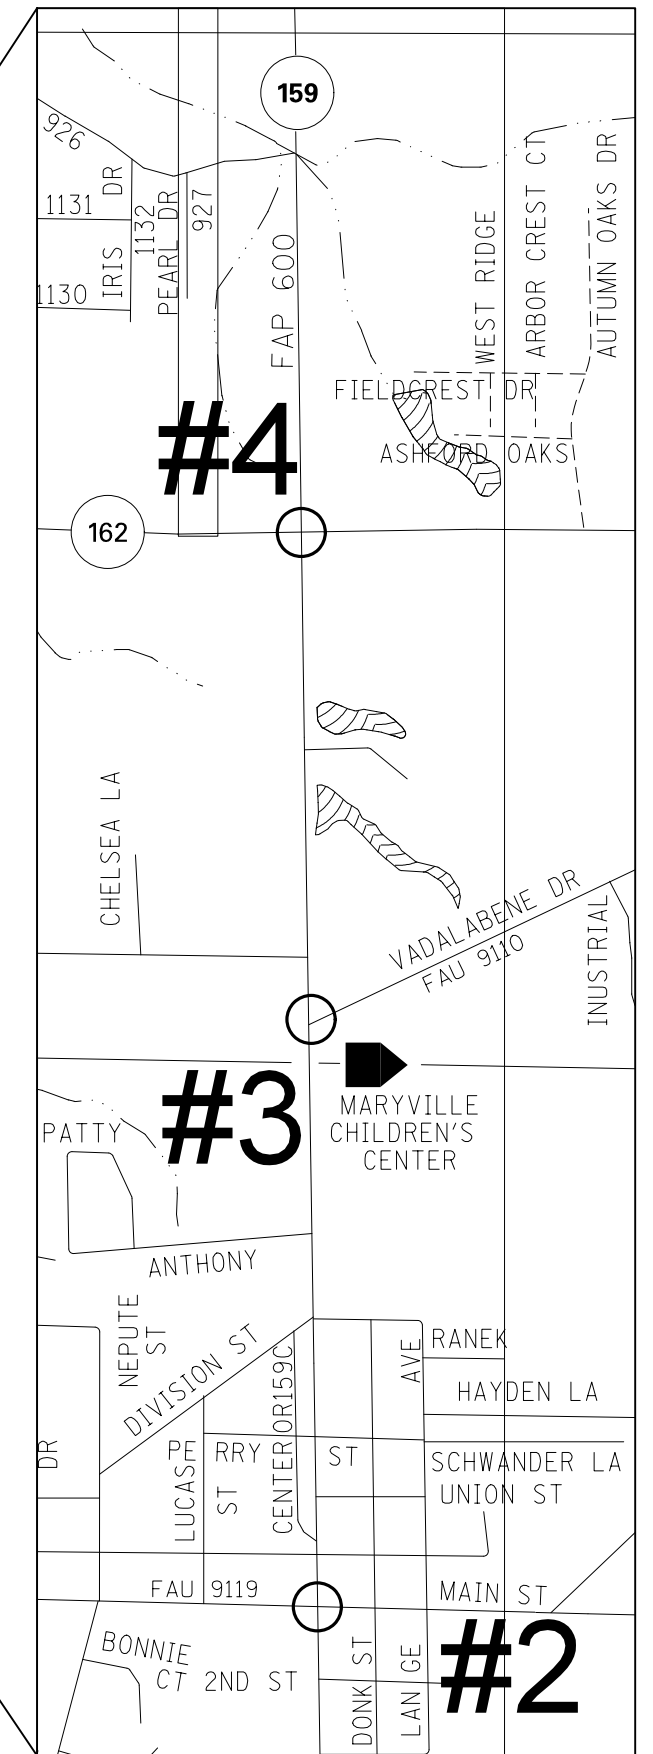 159
926
DR
1131
IRIS
1132
PEARL DR
927
1130
FAP 600
WEST RIDGE
ARBOR CREST CT
AUTUMN OAKS DR
FIELDCREST DR
#4
ASHFORD OAKS
162
CHELSEA LA
VADALABENE DR
FAU 9110
INUSTRIAL
#3
MARYVILLE
CHILDREN'S
CENTER
PATTY
ANTHONY
NEPUTE
ST
DIVISION ST
CENTER OR159C
AVE
RANEK
HAYDEN LA
DR
PE RRY ST
LUCAS
ST
SCHWANDER LA
UNION ST
FAU 9119
MAIN ST
BONNIE
CT 2ND ST
DONK ST
LAN GE
#2